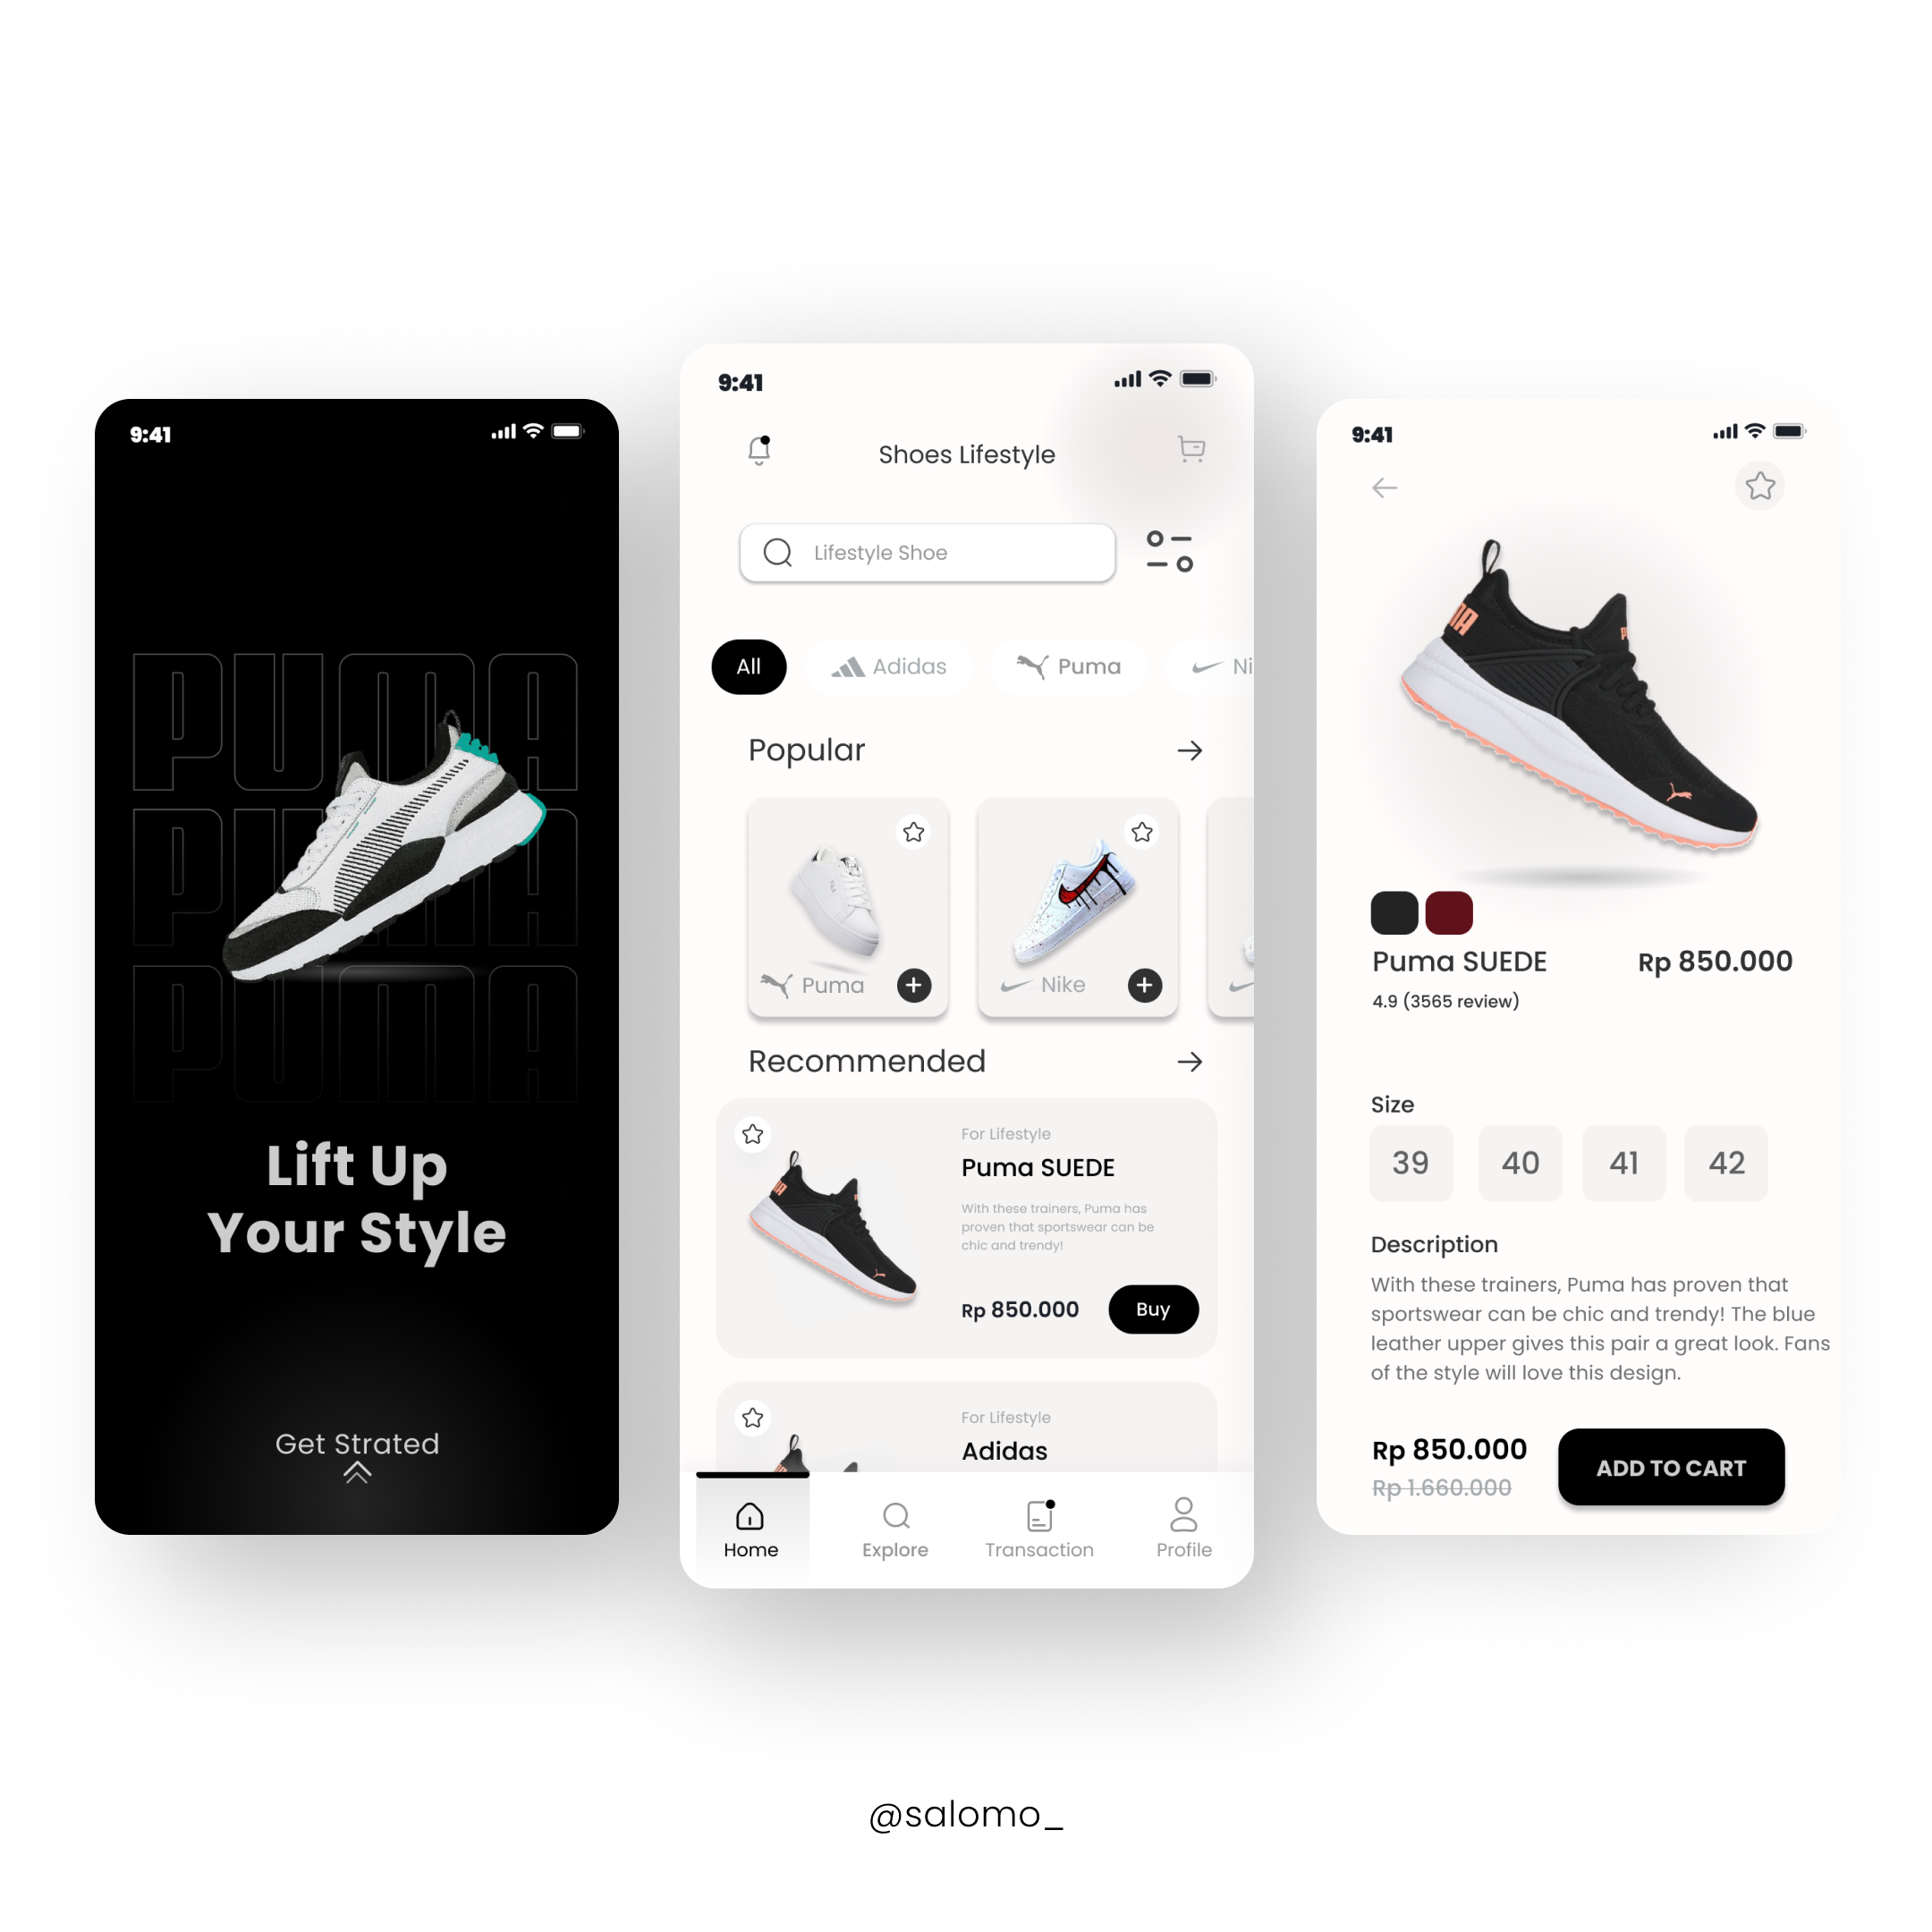 9:41
PUMA
PUMA
PUMA
Lift Up
Your Style
Get Strated
9:41
Shoes Lifestyle
Lifestyle Shoe
All
Adidas
Puma
Ni
Popular
Puma
Nike
Recommended
For Lifestyle
Puma SUEDE
With these trainers, Puma has
proven that sportswear can be
chic and trendy!
Rp 850.000
Buy
For Lifestyle
Adidas
Home
Explore
Transaction
Profile
9:41
Puma SUEDE
Rp 850.000
4.9 (3565 review)
Size
39 40 41 42
Description
With these trainers, Puma has proven that
sportswear can be chic and trendy! The blue
leather upper gives this pair a great look. Fans
of the style will love this design.
Rp 850.000
Rp 1.660.000
ADD TO CART
@salomo_